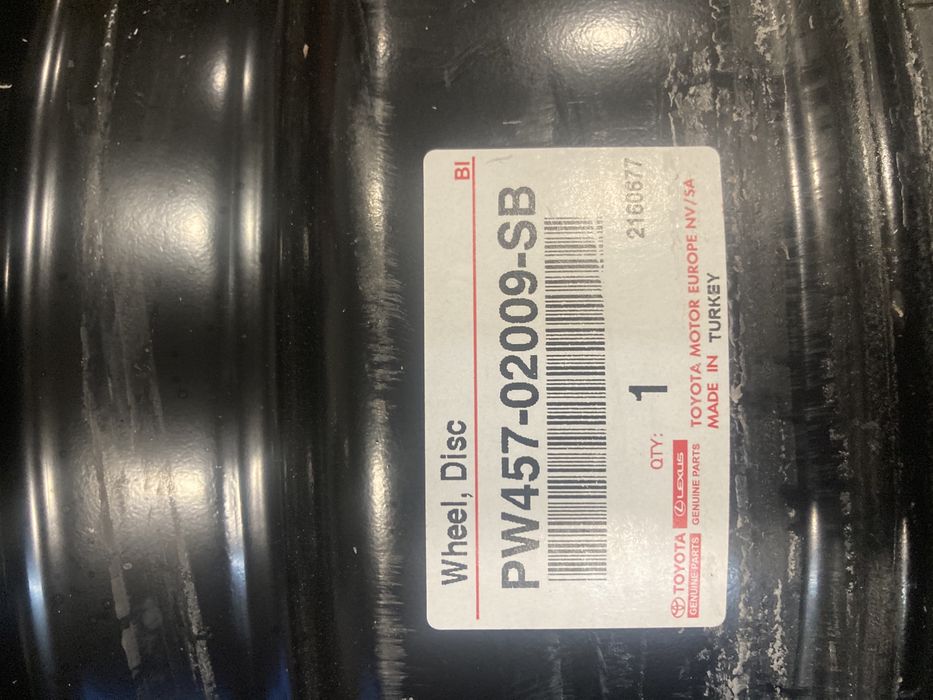 BI
Wheel, Disc
PW457-02009-SB
2160677
QTY: 1
TOYOTA LEXUS
GENUINE PARTS GENUINE PARTS
TOYOTA MOTOR EUROPE NV/SA
MADE IN TURKEY